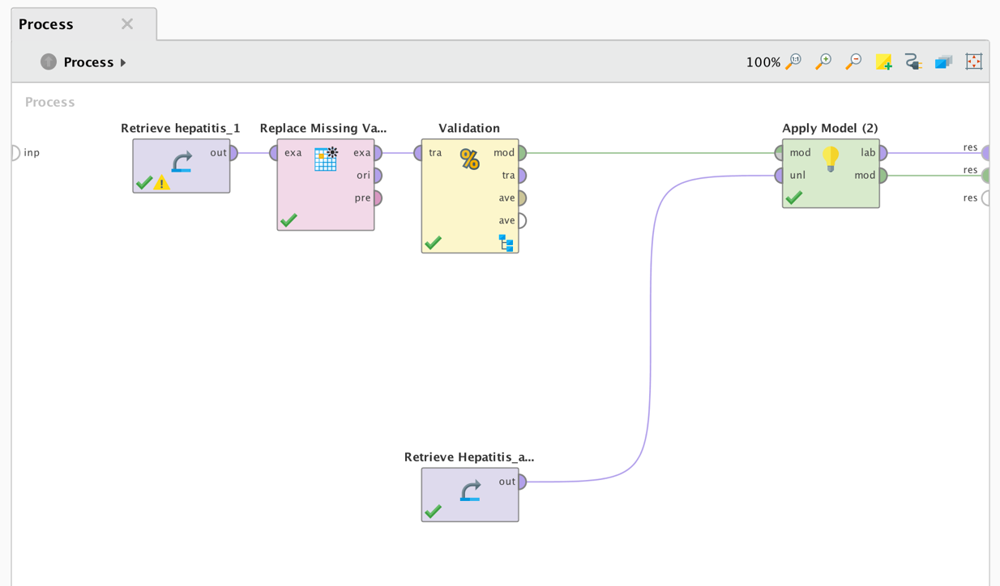 Process
Process
100%
Process
Retrieve hepatitis_1
Replace Missing Va...
Validation
Apply Model (2)
inp
out
exa
exa
tra
mod
mod
lab
res
ori
tra
unl
mod
res
pre
ave
res
ave
Retrieve Hepatitis_a...
out